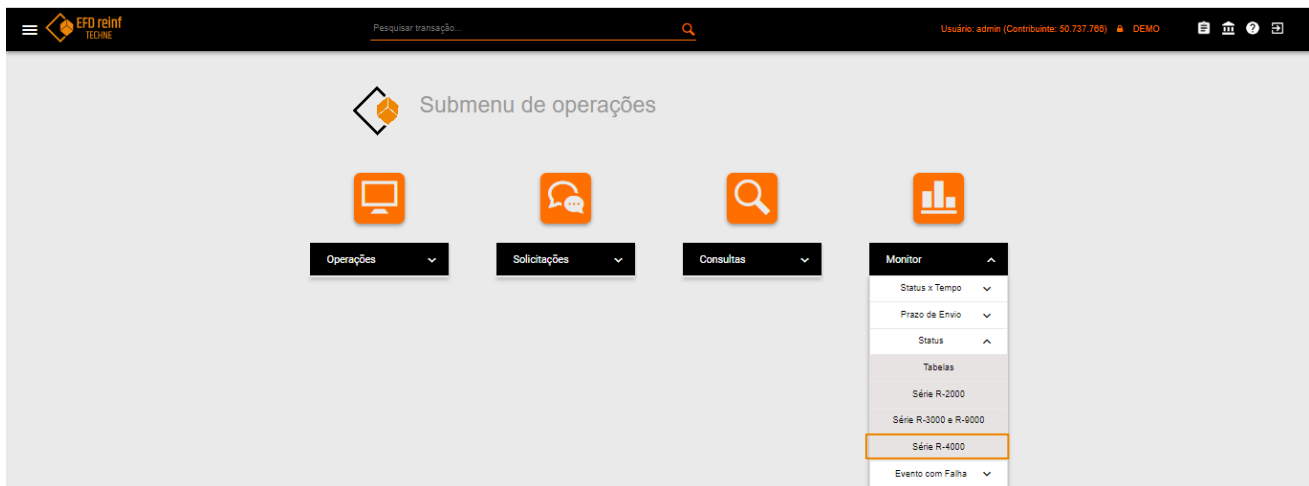 EFD reinf
TECHNE
Pesquisar transação...
Usuário: admin (Contribuinte: 50.737.766) DEMO
Submenu de operações
Operações
Solicitações
Consultas
Monitor
Status x Tempo
Prazo de Envio
Status
Tabelas
Série R-2000
Série R-3000 e R-9000
Série R-4000
Evento com Falha